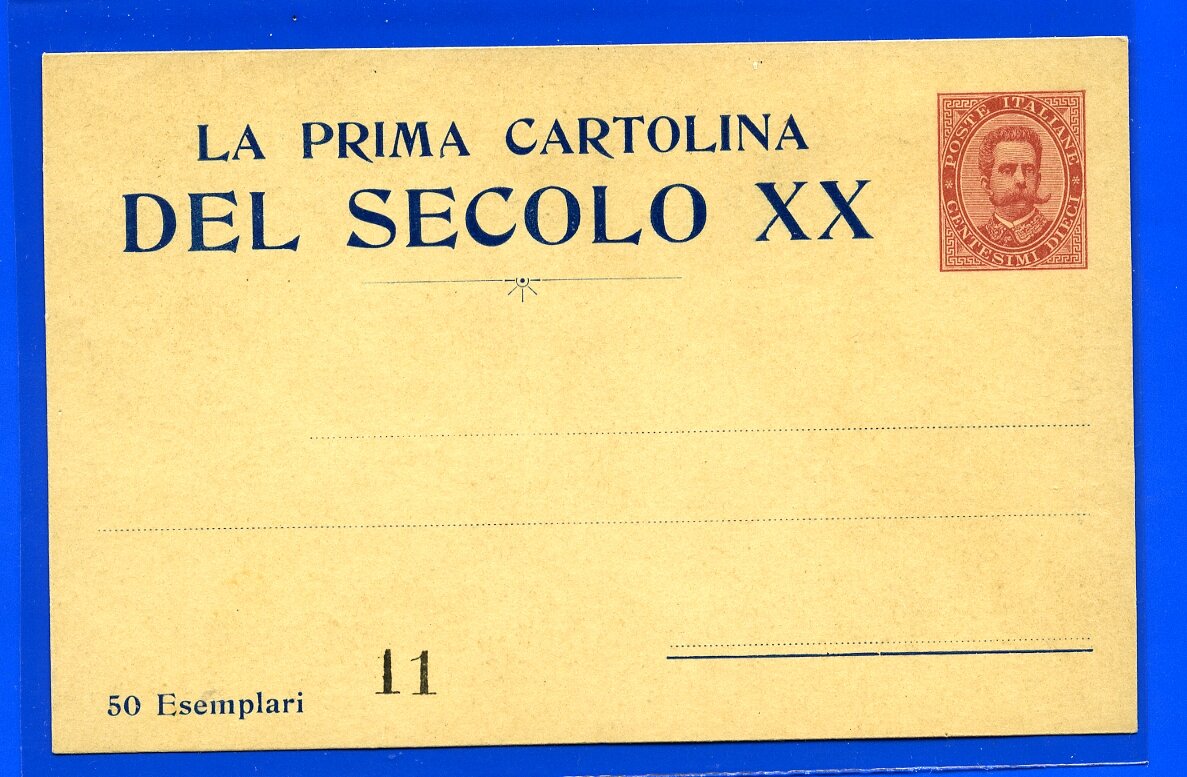 LA PRIMA CARTOLINA
DEL SECOLO XX
* POSTE ITALIANE *
CENTESIMI DIECI
50 Esemplari
11